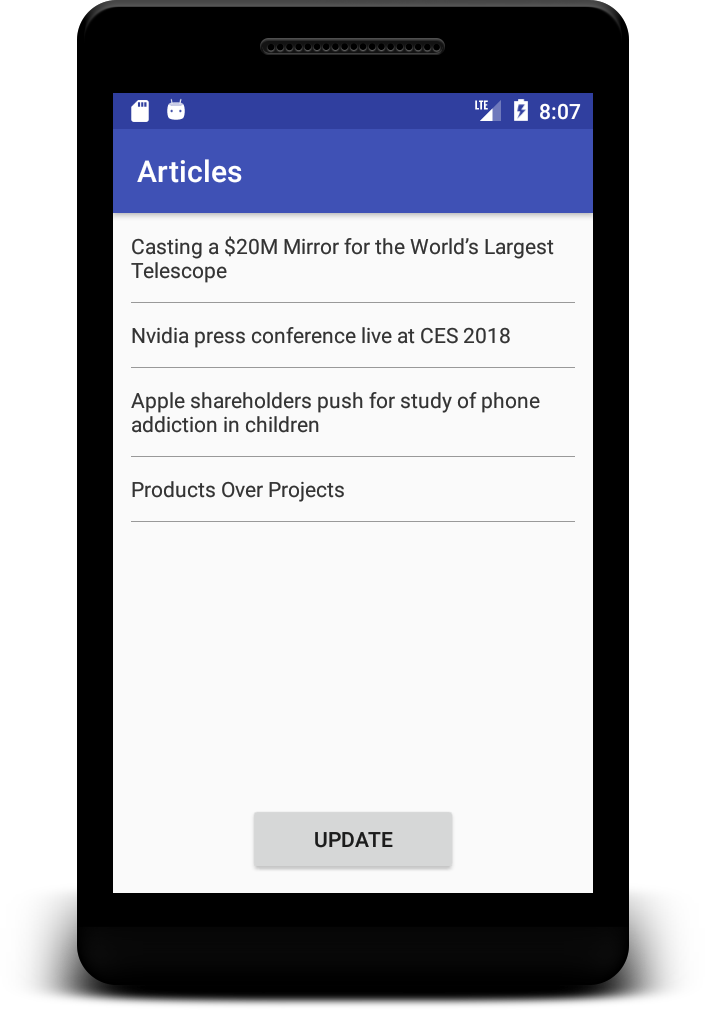 LTE 8:07
Articles
Casting a $20M Mirror for the World’s Largest
Telescope
Nvidia press conference live at CES 2018
Apple shareholders push for study of phone
addiction in children
Products Over Projects
UPDATE